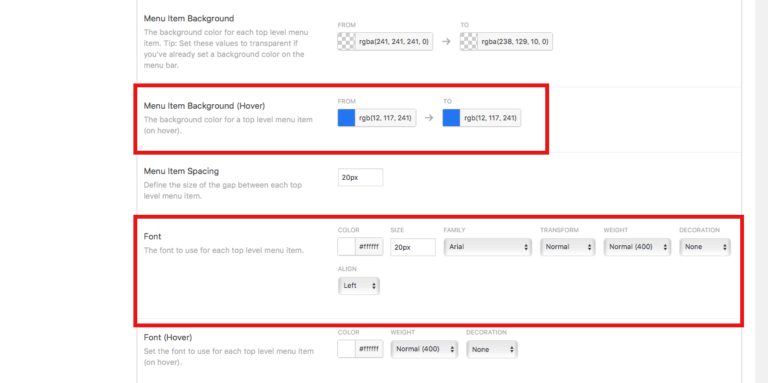 Menu Item Background
The background color for each top level menu
item. Tip: Set these values to transparent if
you've already set a background color on the
menu bar.
FROM TO
rgba(241, 241, 241, 0) → rgba(238, 129, 10, 0)
Menu Item Background (Hover)
The background color for a top level menu item
(on hover).
FROM TO
rgb(12, 117, 241) → rgb(12, 117, 241)
Menu Item Spacing
Define the size of the gap between each top
level menu item.
20px
Font
The font to use for each top level menu item.
COLOR SIZE FAMILY TRANSFORM WEIGHT DECORATION
#ffffff 20px Arial Normal Normal (400) None
ALIGN
Left
Font (Hover)
Set the font to use for each top level menu item
(on hover).
COLOR WEIGHT DECORATION
#ffffff Normal (400) None